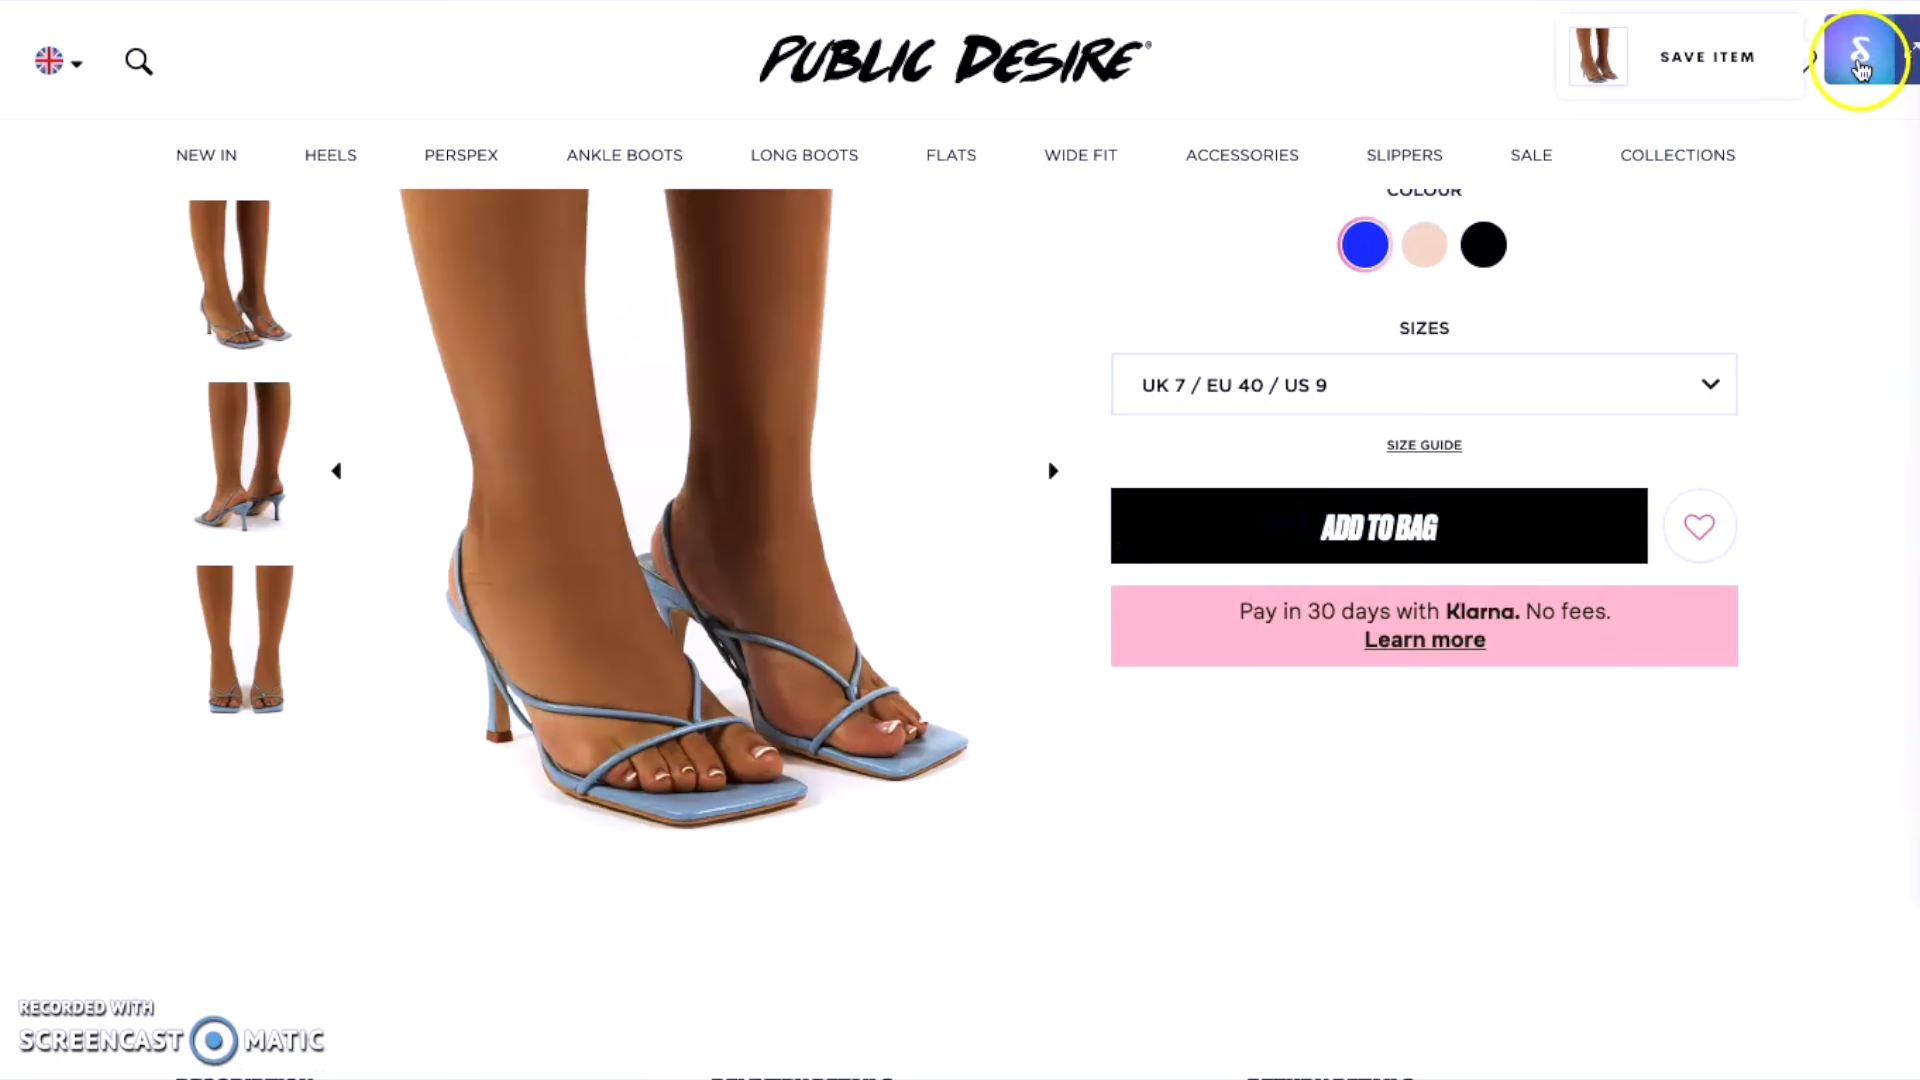 PUBLIC DESIRE®
SAVE ITEM
NEW IN
HEELS
PERSPEX
ANKLE BOOTS
LONG BOOTS
FLATS
WIDE FIT
ACCESSORIES
SLIPPERS
SALE
COLLECTIONS
COLOUR
SIZES
UK 7 / EU 40 / US 9
SIZE GUIDE
ADD TO BAG
Pay in 30 days with Klarna. No fees.
Learn more
RECORDED WITH
SCREENCAST MATIC